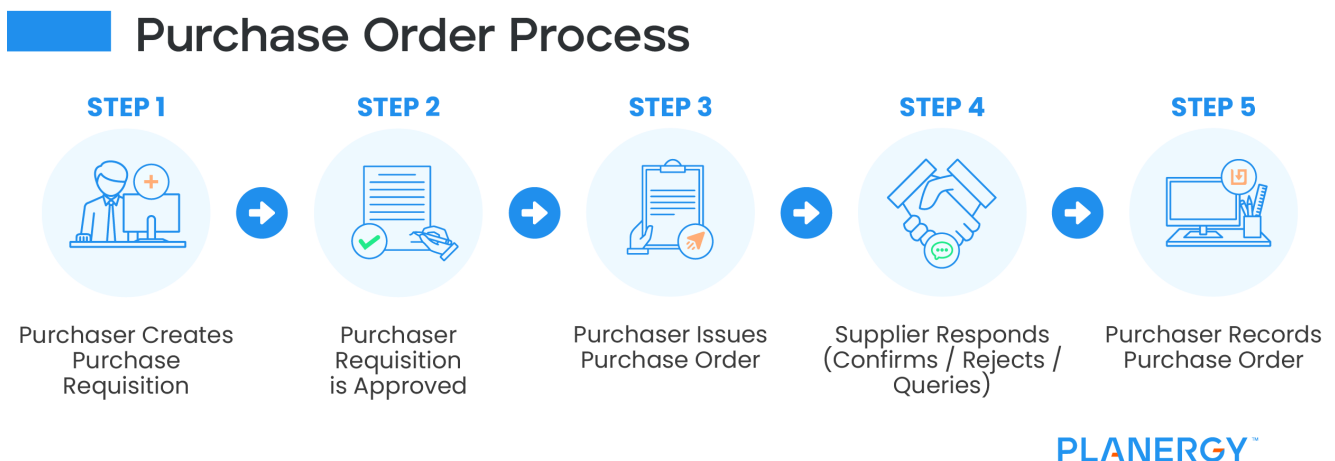 Purchase Order Process
STEP 1
Purchaser Creates
Purchase
Requisition
STEP 2
Purchaser
Requisition
is Approved
STEP 3
Purchaser Issues
Purchase Order
STEP 4
Supplier Responds
(Confirms / Rejects /
Queries)
STEP 5
Purchaser Records
Purchase Order
PLANERGY™